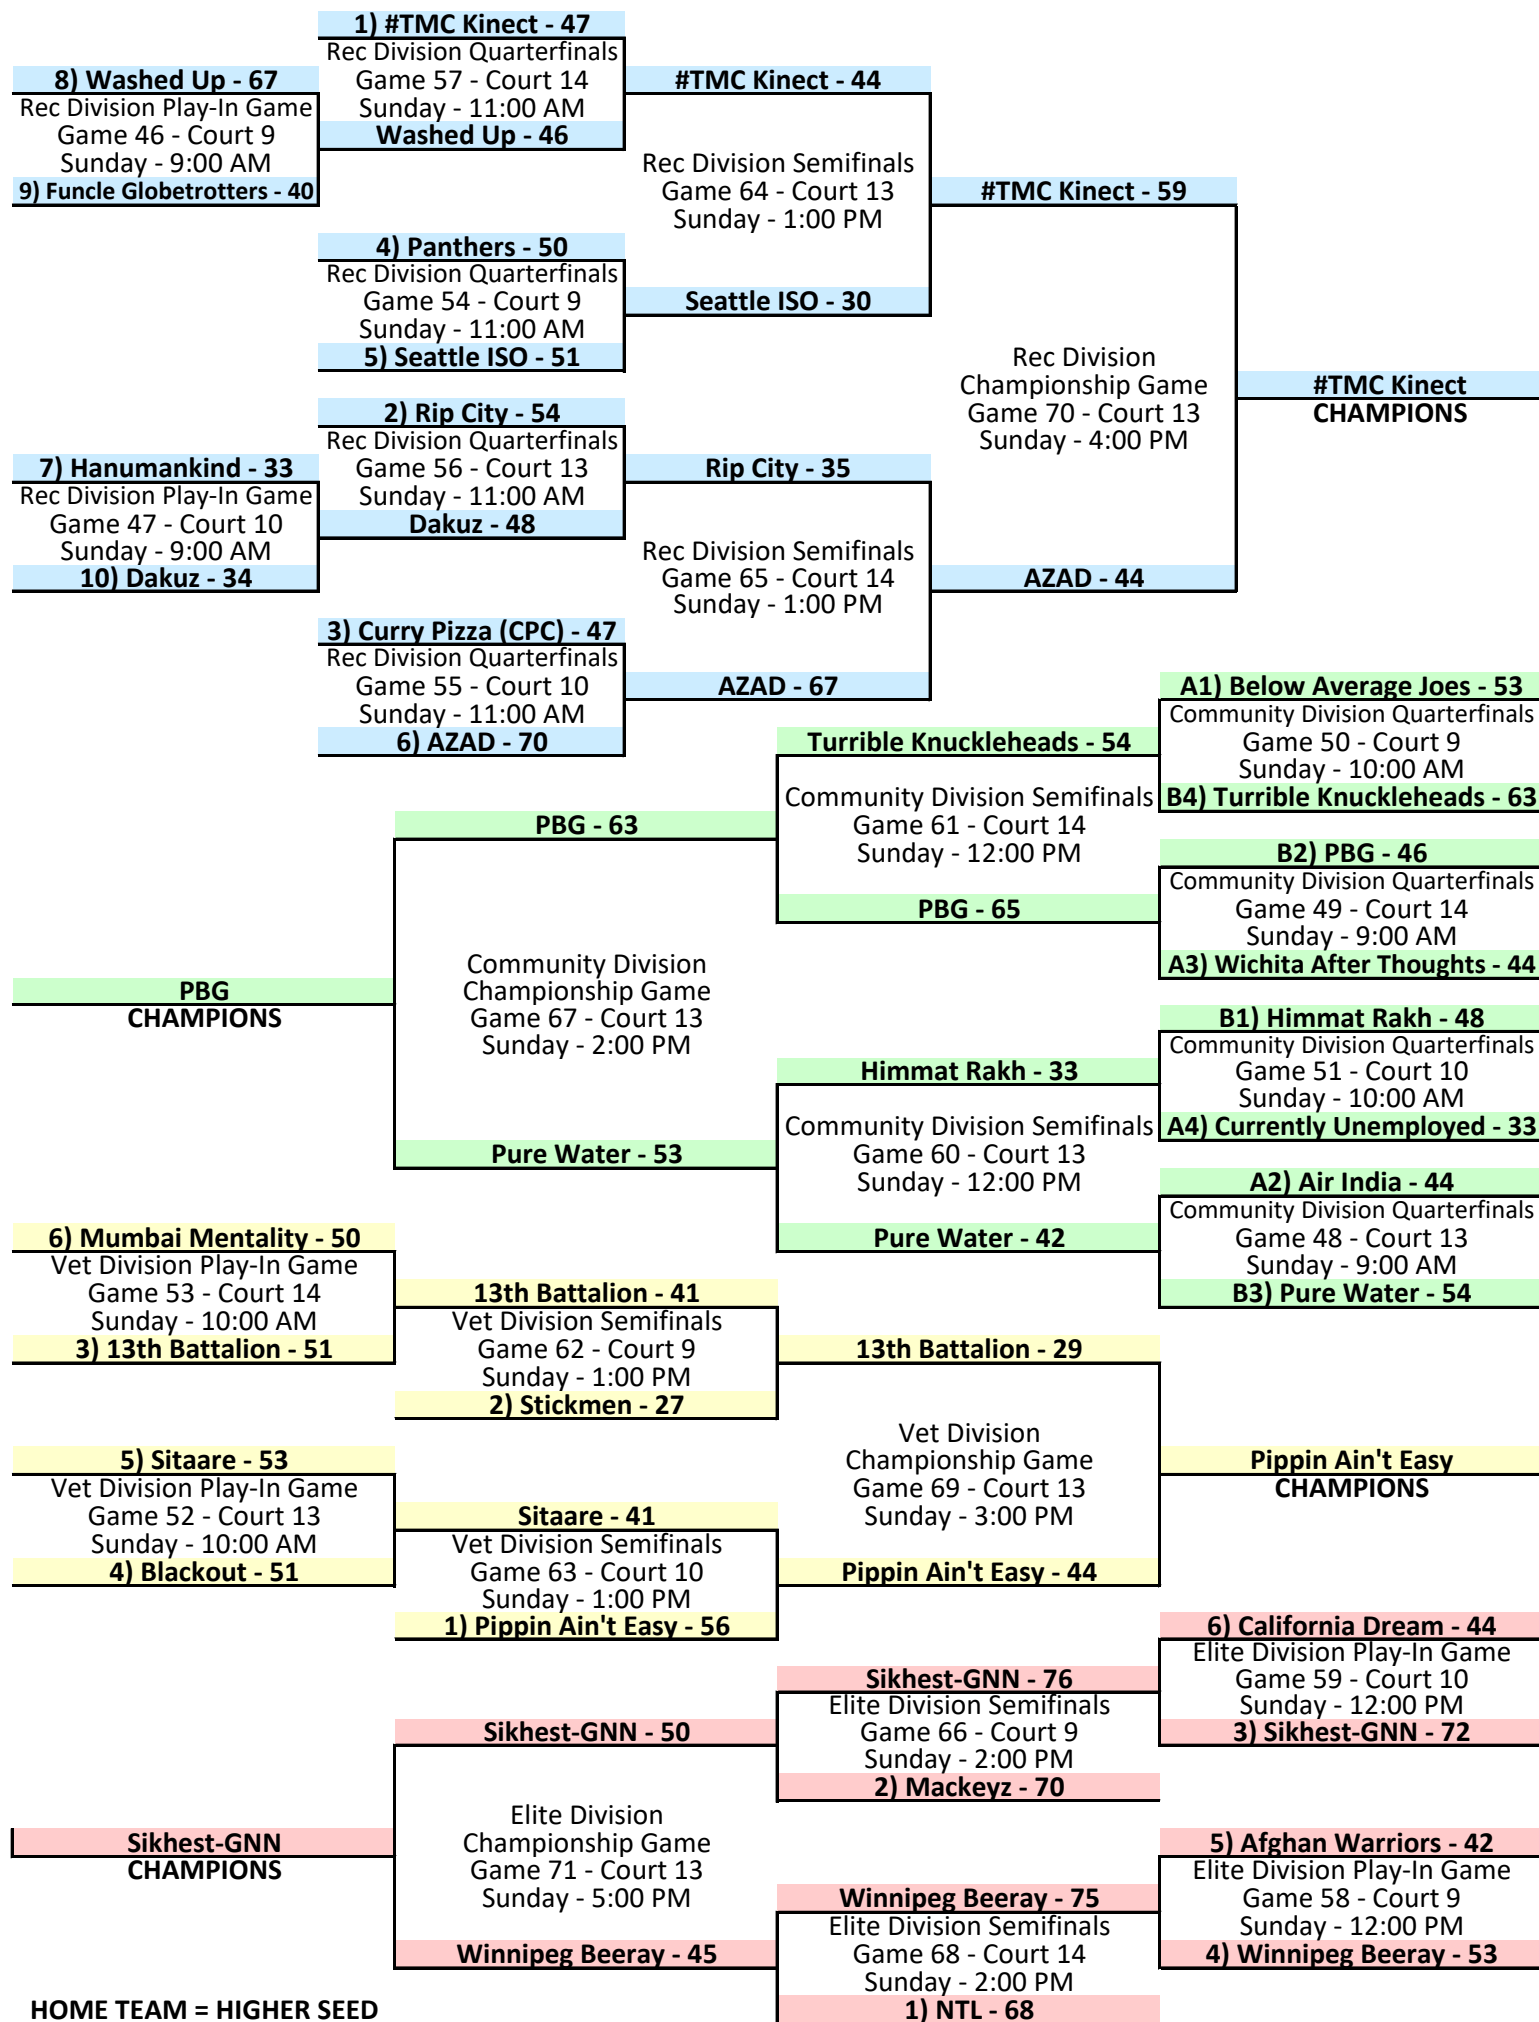 1) #TMC Kinect - 47
Rec Division Quarterfinals
Game 57 - Court 14
Sunday - 11:00 AM
Washed Up - 46
8) Washed Up - 67
Rec Division Play-In Game
Game 46 - Court 9
Sunday - 9:00 AM
9) Funcle Globetrotters - 40
#TMC Kinect - 44
Rec Division Semifinals
Game 64 - Court 13
Sunday - 1:00 PM
Seattle ISO - 30
4) Panthers - 50
Rec Division Quarterfinals
Game 54 - Court 9
Sunday - 11:00 AM
5) Seattle ISO - 51
#TMC Kinect - 59
Rec Division
Championship Game
Game 70 - Court 13
Sunday - 4:00 PM
AZAD - 44
#TMC Kinect
CHAMPIONS
2) Rip City - 54
Rec Division Quarterfinals
Game 56 - Court 13
Sunday - 11:00 AM
Dakuz - 48
7) Hanumankind - 33
Rec Division Play-In Game
Game 47 - Court 10
Sunday - 9:00 AM
10) Dakuz - 34
Rip City - 35
Rec Division Semifinals
Game 65 - Court 14
Sunday - 1:00 PM
AZAD - 67
3) Curry Pizza (CPC) - 47
Rec Division Quarterfinals
Game 55 - Court 10
Sunday - 11:00 AM
6) AZAD - 70
A1) Below Average Joes - 53
Community Division Quarterfinals
Game 50 - Court 9
Sunday - 10:00 AM
B4) Turrible Knuckleheads - 63
Turrible Knuckleheads - 54
Community Division Semifinals
Game 61 - Court 14
Sunday - 12:00 PM
PBG - 65
B2) PBG - 46
Community Division Quarterfinals
Game 49 - Court 14
Sunday - 9:00 AM
A3) Wichita After Thoughts - 44
PBG - 63
Community Division
Championship Game
Game 67 - Court 13
Sunday - 2:00 PM
Pure Water - 53
PBG
CHAMPIONS
B1) Himmat Rakh - 48
Community Division Quarterfinals
Game 51 - Court 10
Sunday - 10:00 AM
A4) Currently Unemployed - 33
Himmat Rakh - 33
Community Division Semifinals
Game 60 - Court 13
Sunday - 12:00 PM
Pure Water - 42
A2) Air India - 44
Community Division Quarterfinals
Game 48 - Court 13
Sunday - 9:00 AM
B3) Pure Water - 54
6) Mumbai Mentality - 50
Vet Division Play-In Game
Game 53 - Court 14
Sunday - 10:00 AM
3) 13th Battalion - 51
13th Battalion - 41
Vet Division Semifinals
Game 62 - Court 9
Sunday - 1:00 PM
2) Stickmen - 27
13th Battalion - 29
Vet Division
Championship Game
Game 69 - Court 13
Sunday - 3:00 PM
Pippin Ain't Easy - 44
Pippin Ain't Easy
CHAMPIONS
5) Sitaare - 53
Vet Division Play-In Game
Game 52 - Court 13
Sunday - 10:00 AM
4) Blackout - 51
Sitaare - 41
Vet Division Semifinals
Game 63 - Court 10
Sunday - 1:00 PM
1) Pippin Ain't Easy - 56
6) California Dream - 44
Elite Division Play-In Game
Game 59 - Court 10
Sunday - 12:00 PM
3) Sikhest-GNN - 72
Sikhest-GNN - 76
Elite Division Semifinals
Game 66 - Court 9
Sunday - 2:00 PM
2) Mackeyz - 70
Sikhest-GNN - 50
Elite Division
Championship Game
Game 71 - Court 13
Sunday - 5:00 PM
Winnipeg Beeray - 45
Sikhest-GNN
CHAMPIONS
5) Afghan Warriors - 42
Elite Division Play-In Game
Game 58 - Court 9
Sunday - 12:00 PM
4) Winnipeg Beeray - 53
Winnipeg Beeray - 75
Elite Division Semifinals
Game 68 - Court 14
Sunday - 2:00 PM
1) NTL - 68
HOME TEAM = HIGHER SEED